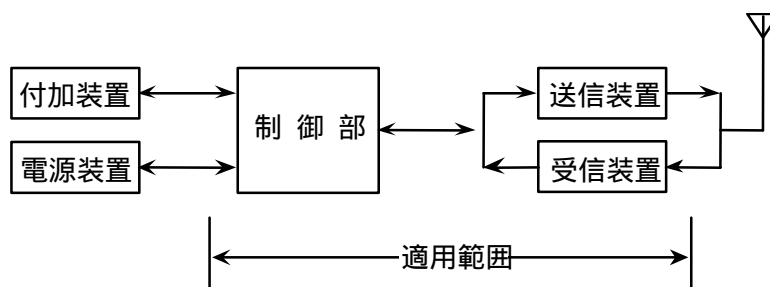 付加装置
電源装置
制 御 部
送信装置
受信装置
適用範囲